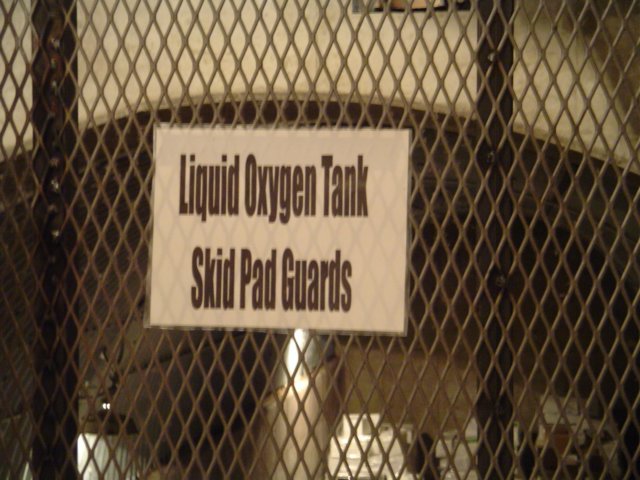 Liquid Oxygen Tank
Skid Pad Guards